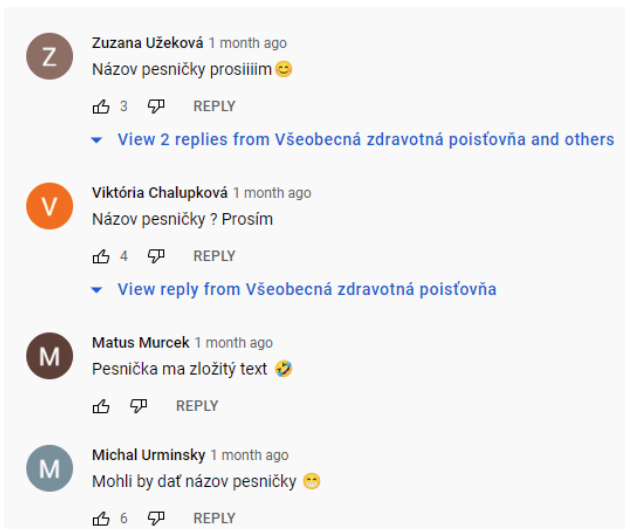 Z
Zuzana Užeková 1 month ago
Názov pesničky prosiiiim😊
3 REPLY
View 2 replies from Všeobecná zdravotná poisťovňa and others
V
Viktória Chalupková 1 month ago
Názov pesničky ? Prosím
4 REPLY
View reply from Všeobecná zdravotná poisťovňa
M
Matus Murcek 1 month ago
Pesnička ma zložitý text 🤣
REPLY
M
Michal Urminsky 1 month ago
Mohli by dať názov pesničky 😁
6 REPLY